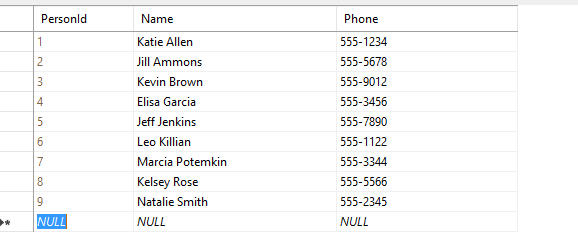 PersonId Name Phone
1 Katie Allen 555-1234
2 Jill Ammons 555-5678
3 Kevin Brown 555-9012
4 Elisa Garcia 555-3456
5 Jeff Jenkins 555-7890
6 Leo Killian 555-1122
7 Marcia Potemkin 555-3344
8 Kelsey Rose 555-5566
9 Natalie Smith 555-2345
NULL NULL NULL